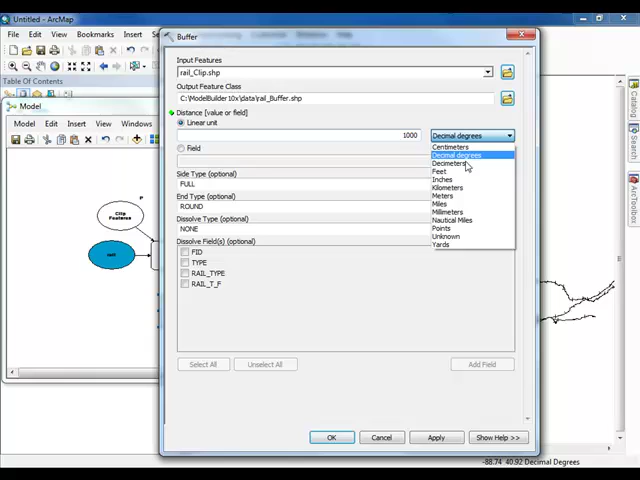 Untitled - ArcMap
File Edit View Bookmarks Insert
Table Of Contents
Model
Model Edit Insert View
P
Clip
Features
rail
Buffer
Input Features
rail_Clip.shp
Output Feature Class
C:\ModelBuilder10x\data\rail_Buffer.shp
Distance [value or field]
Linear unit
1000 Decimal degrees
Centimeters
Decimal degrees
Decimeters
Feet
Inches
Kilometers
Meters
Miles
Millimeters
Nautical Miles
Points
Unknown
Yards
Field
Side Type (optional)
FULL
End Type (optional)
ROUND
Dissolve Type (optional)
NONE
Dissolve Field(s) (optional)
FID
TYPE
RAIL_TYPE
RAIL_T_F
Select All Unselect All Add Field
OK Cancel Apply Show Help >>
Catalog
Search
ArcToolbox
-88.74 40.92 Decimal Degrees